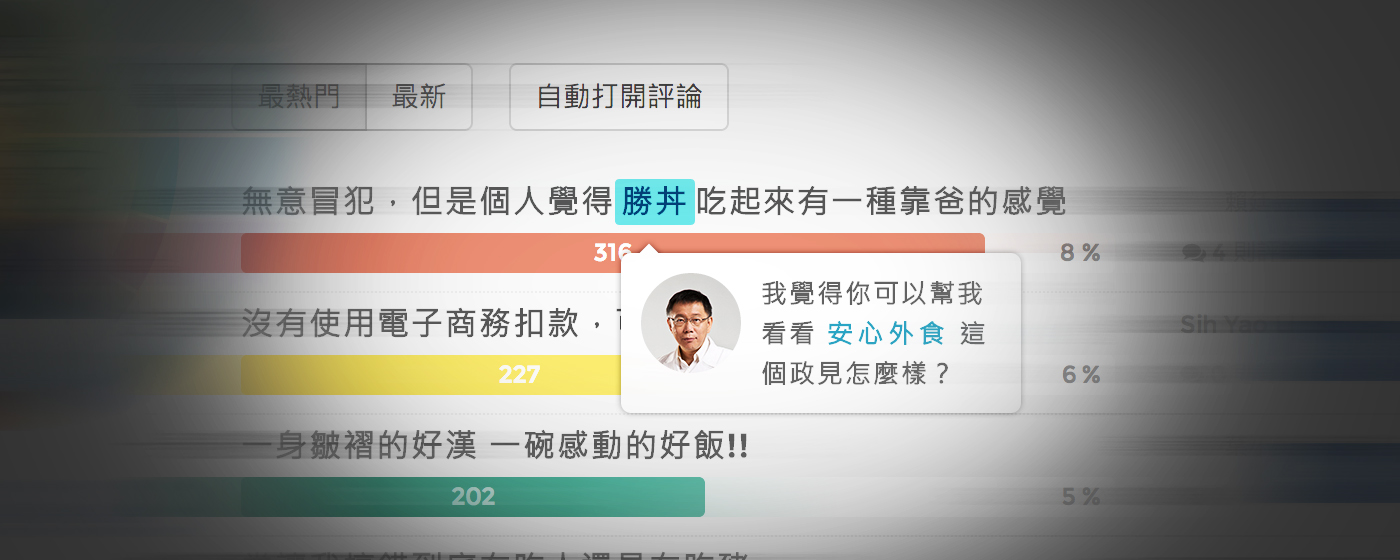 最熱門
最新
自動打開評論
無意冒犯，但是個人覺得 勝丼 吃起來有一種靠爸的感覺
316
8 %
我覺得你可以幫我
看看 安心外食 這
個政見怎麼樣？
沒有使用電子商務扣款，
Sih Yao
227
6 %
一身皺褶的好漢 一碗感動的好飯!!
202
5 %